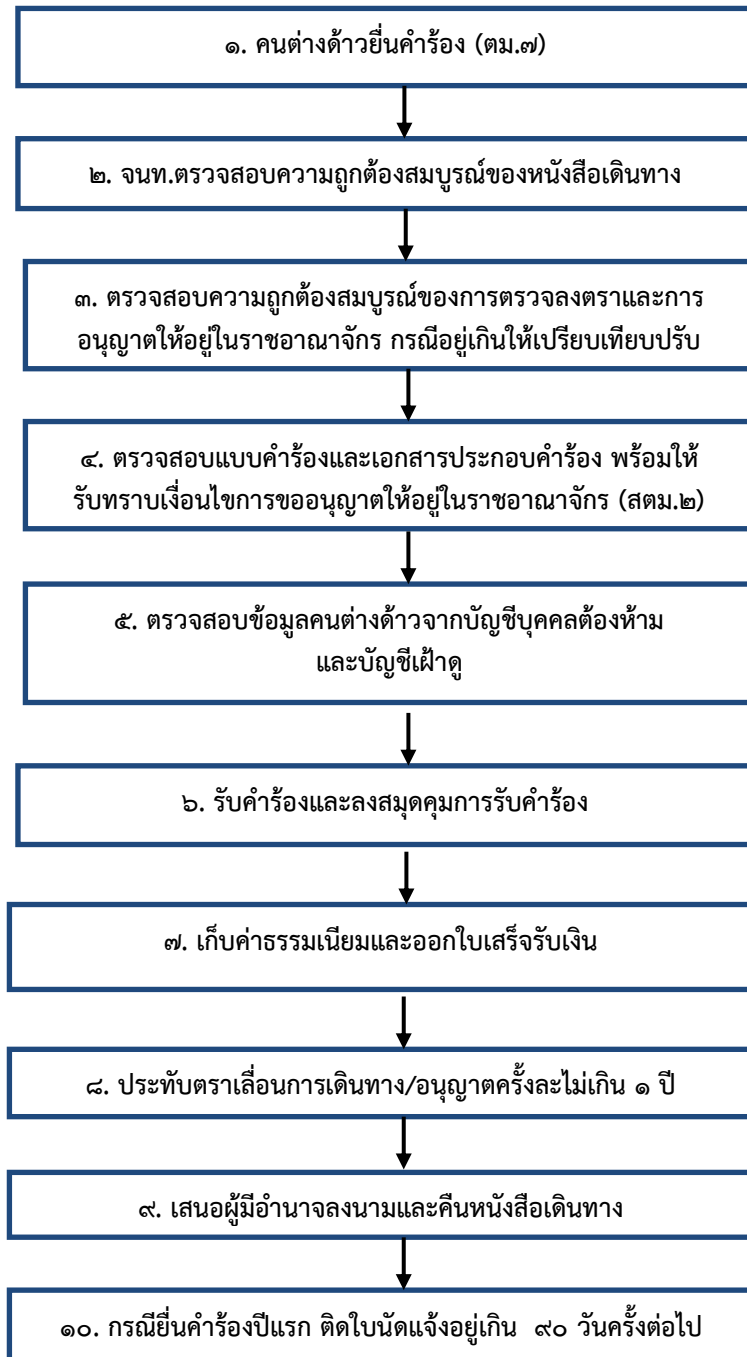 ๑. คนต่างด้าวยื่นคำร้อง (ตม.๗)
๒. จนท.ตรวจสอบความถูกต้องสมบูรณ์ของหนังสือเดินทาง
๓. ตรวจสอบความถูกต้องสมบูรณ์ของการตรวจลงตราและการ
อนุญาตให้อยู่ในราชอาณาจักร กรณีอยู่เกินให้เปรียบเทียบปรับ
๔. ตรวจสอบแบบคำร้องและเอกสารประกอบคำร้อง พร้อมให้
รับทราบเงื่อนไขการขออนุญาตให้อยู่ในราชอาณาจักร (สตม.๒)
๕. ตรวจสอบข้อมูลคนต่างด้าวจากบัญชีบุคคลต้องห้าม
และบัญชีเฝ้าดู
๖. รับคำร้องและลงสมุดคุมการรับคำร้อง
๗. เก็บค่าธรรมเนียมและออกใบเสร็จรับเงิน
๘. ประทับตราเลื่อนการเดินทาง/อนุญาตครั้งละไม่เกิน ๑ ปี
๙. เสนอผู้มีอำนาจลงนามและคืนหนังสือเดินทาง
๑๐. กรณียื่นคำร้องปีแรก ติดใบนัดแจ้งอยู่เกิน ๙๐ วันครั้งต่อไป